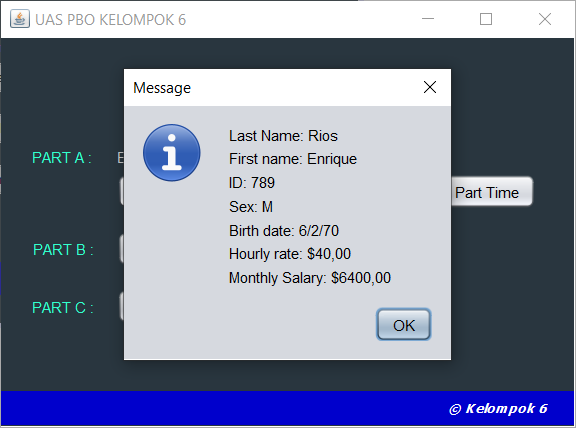 UAS PBO KELOMPOK 6
Message
Last Name: Rios
First name: Enrique
ID: 789
Sex: M
Birth date: 6/2/70
Hourly rate: $40,00
Monthly Salary: $6400,00
OK
PART A :
Part Time
PART B :
PART C :
© Kelompok 6